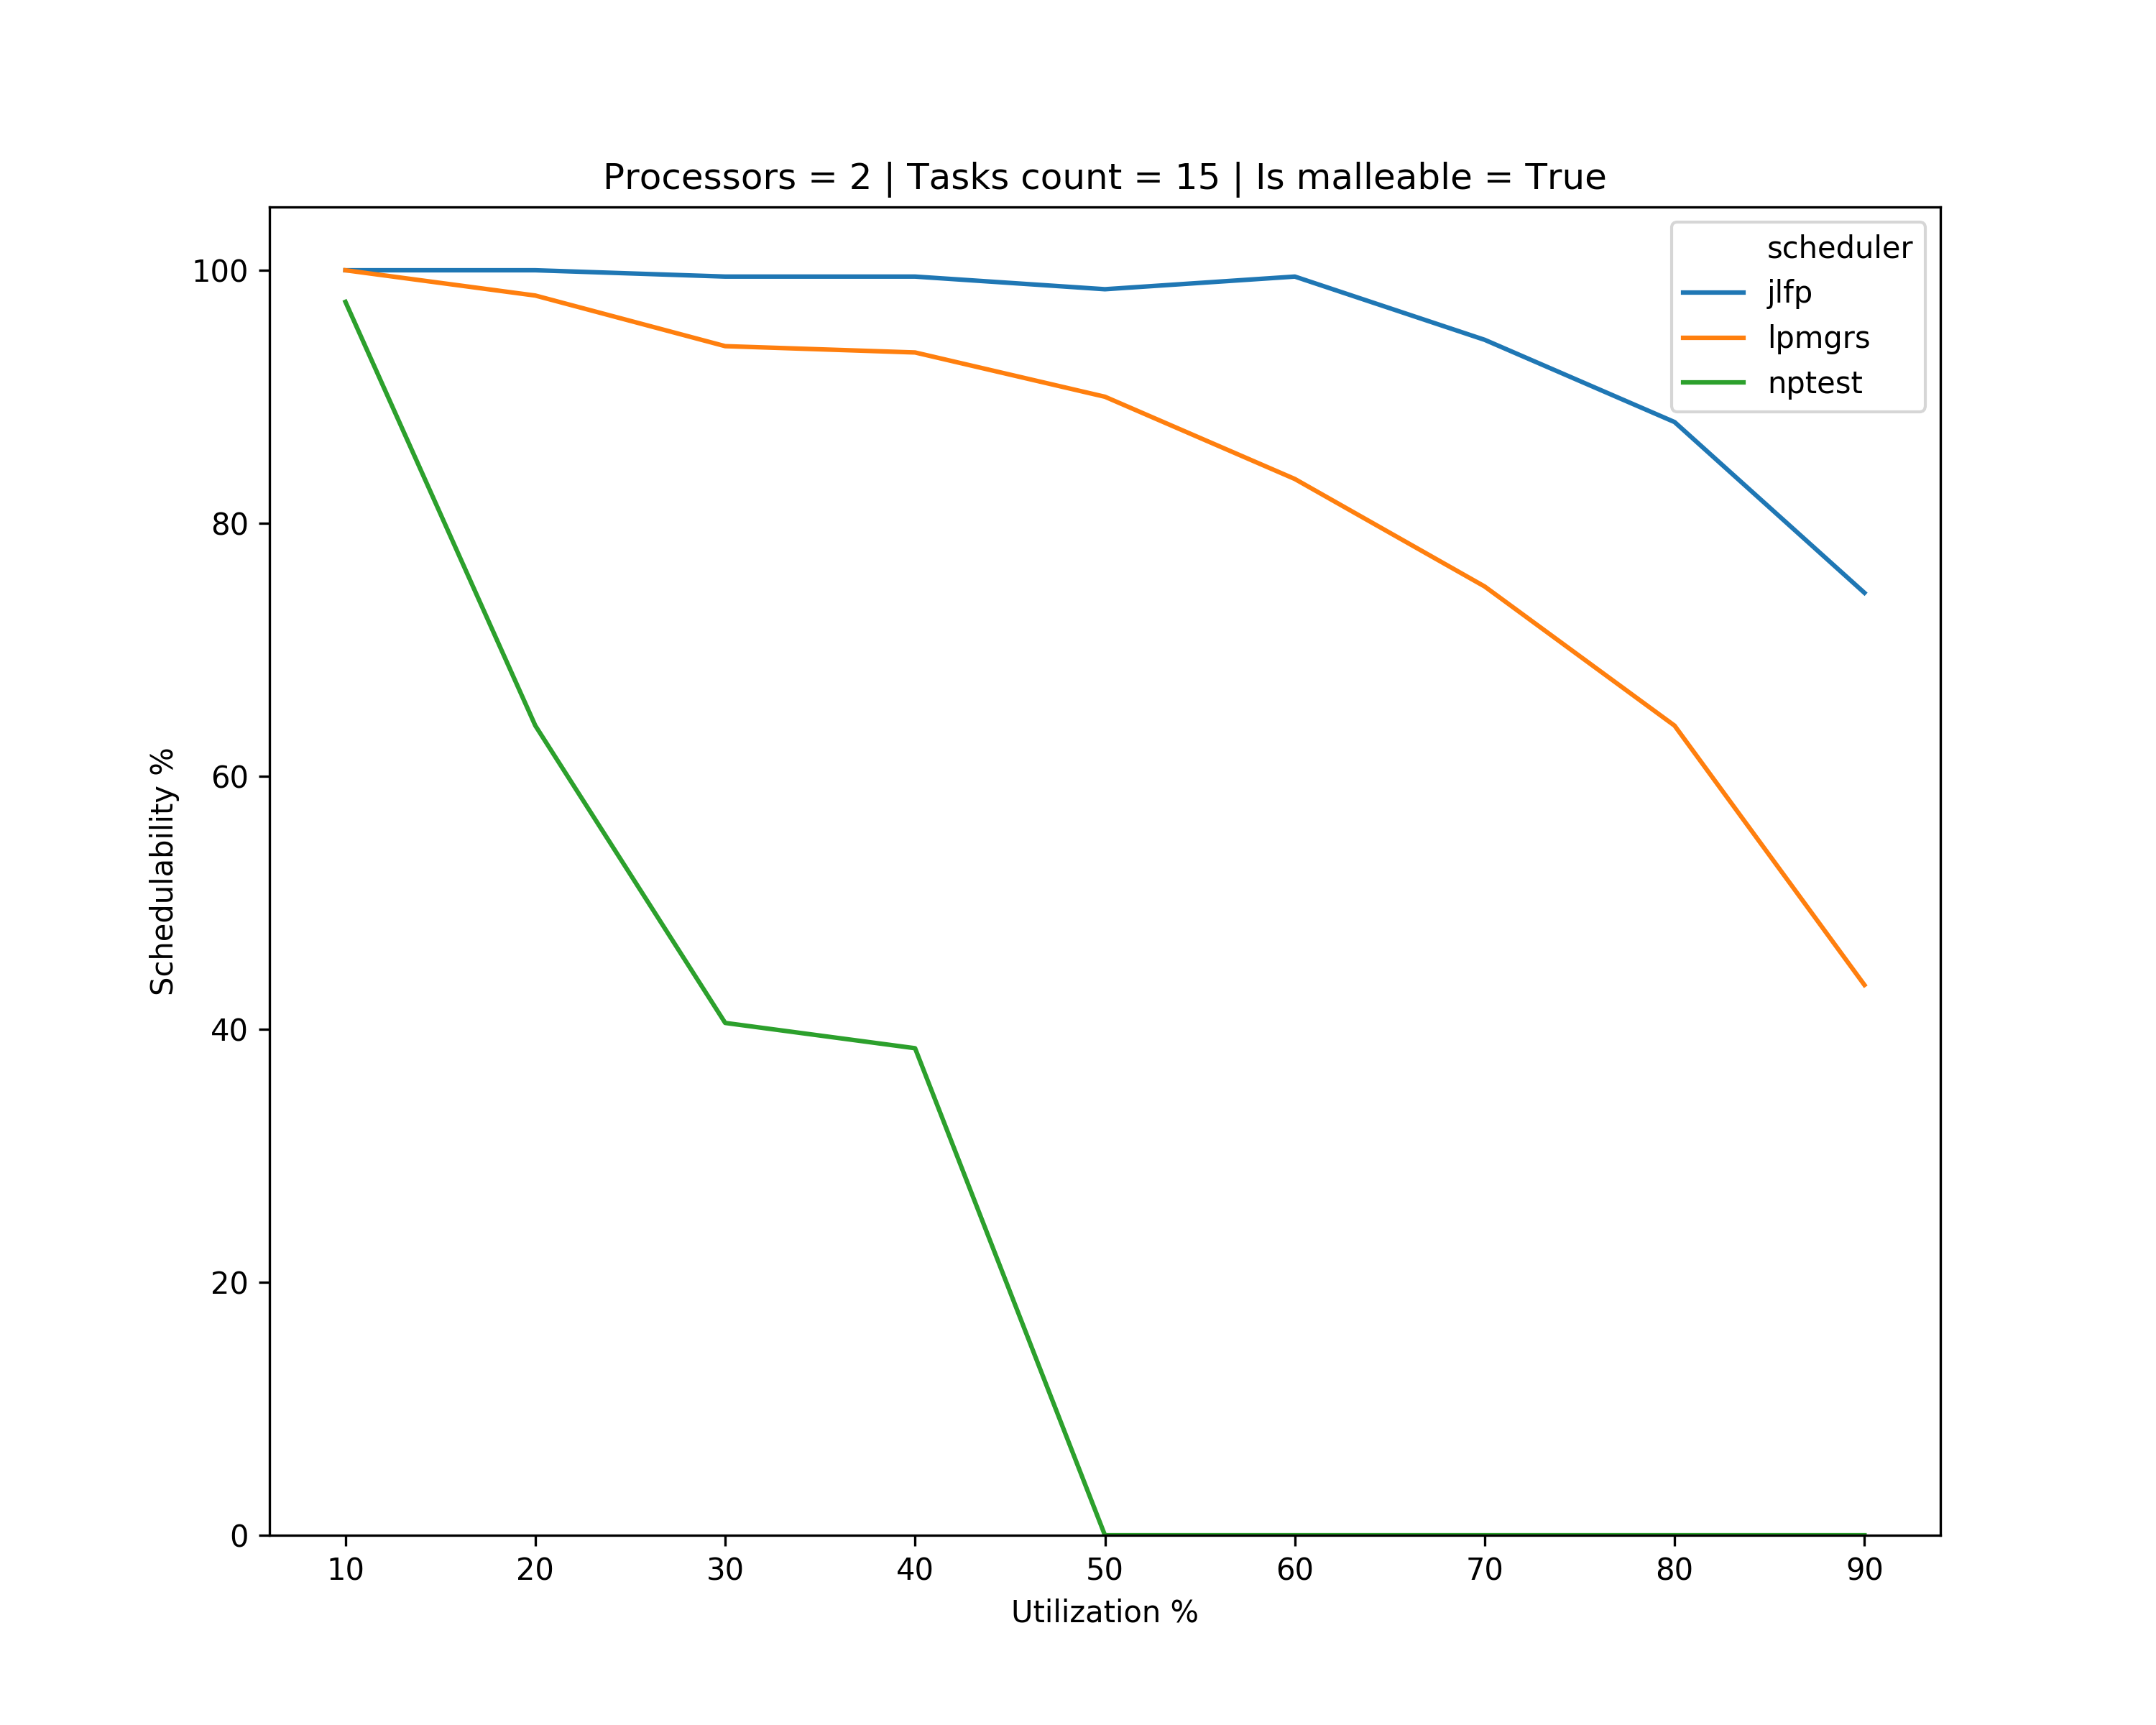 Processors = 2 | Tasks count = 15 | Is malleable = True
scheduler
jlfp
lpmgrs
nptest
Schedulability %
100
80
60
40
20
0
10 20 30 40 50 60 70 80 90
Utilization %